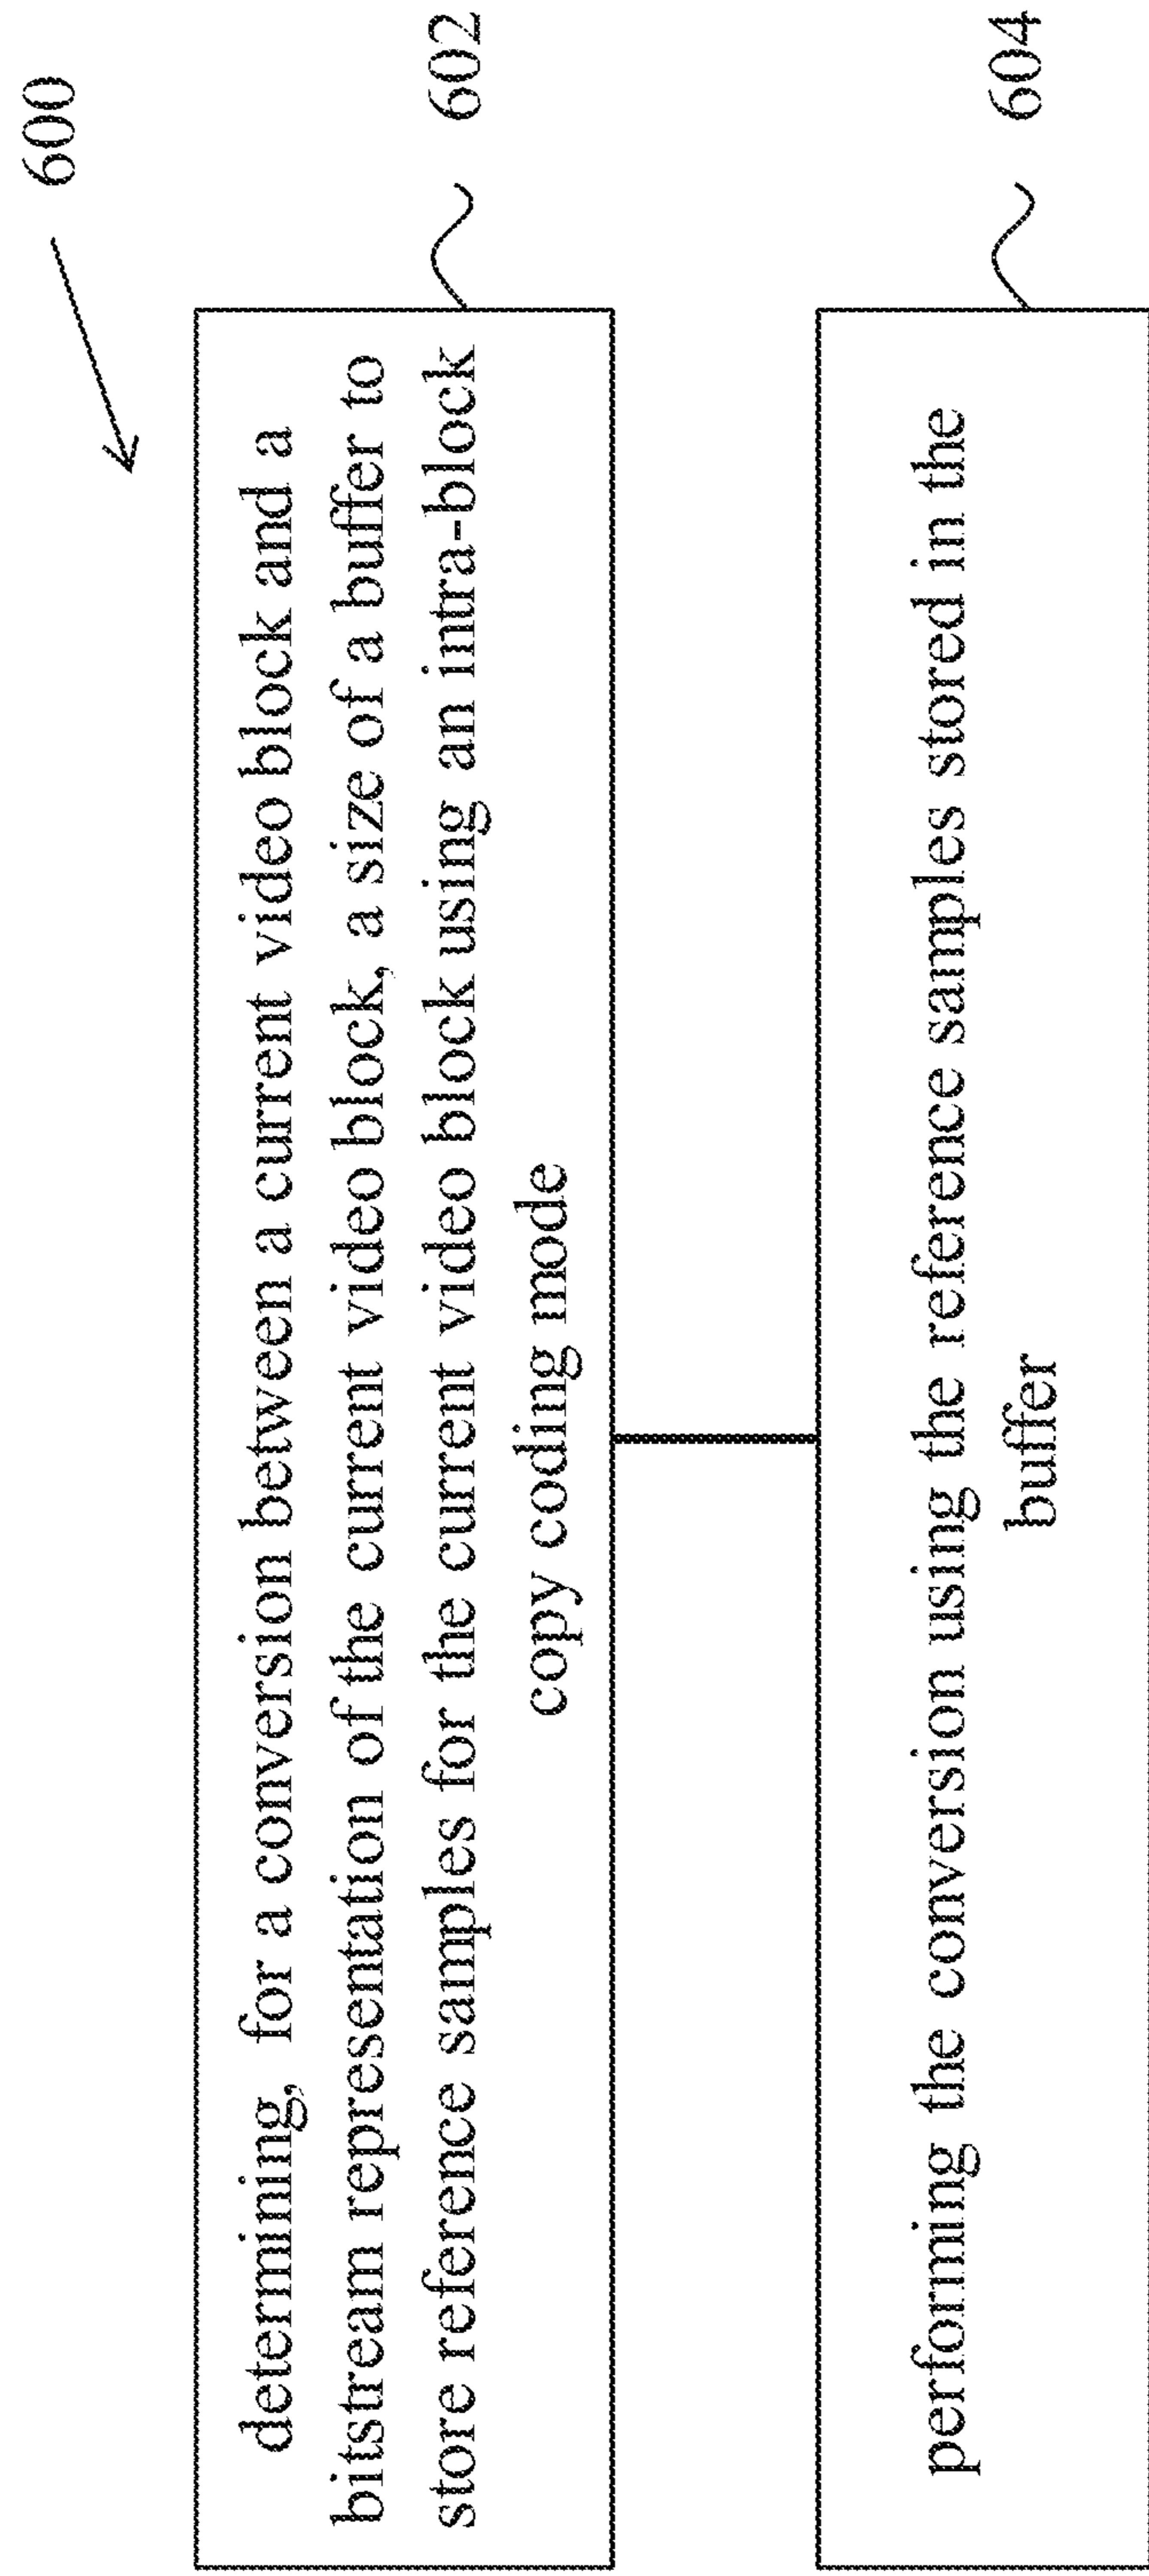 600
determining, for a conversion between a current video block and a
bitstream representation of the current video block, a size of a buffer to
store reference samples for the current video block using an intra-block
copy coding mode
602
performing the conversion using the reference samples stored in the
buffer
604